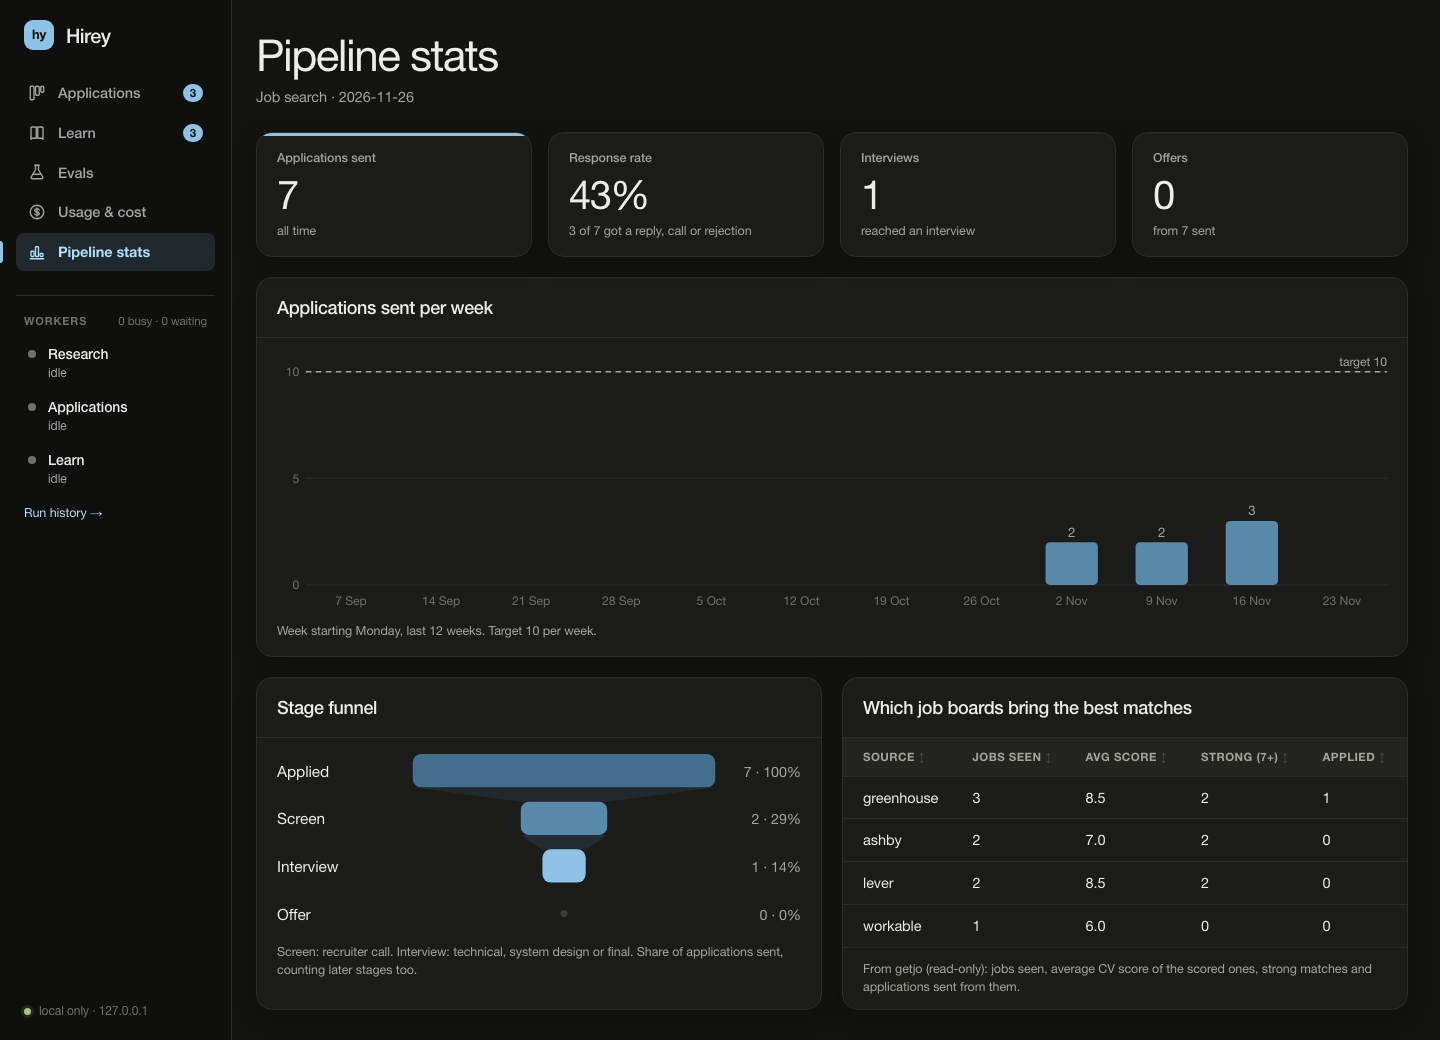 hy Hirey
Applications 3
Learn 3
Evals
Usage & cost
Pipeline stats
WORKERS 0 busy · 0 waiting
Research
idle
Applications
idle
Learn
idle
Run history →
local only · 127.0.0.1
Pipeline stats
Job search · 2026-11-26
Applications sent
7
all time
Response rate
43%
3 of 7 got a reply, call or rejection
Interviews
1
reached an interview
Offers
0
from 7 sent
Applications sent per week
target 10
10
5
3
2 2
0
7 Sep 14 Sep 21 Sep 28 Sep 5 Oct 12 Oct 19 Oct 26 Oct 2 Nov 9 Nov 16 Nov 23 Nov
Week starting Monday, last 12 weeks. Target 10 per week.
Stage funnel
Applied 7 · 100%
Screen 2 · 29%
Interview 1 · 14%
Offer 0 · 0%
Screen: recruiter call. Interview: technical, system design or final. Share of applications sent,
counting later stages too.
Which job boards bring the best matches
SOURCE ↕ JOBS SEEN ↕ AVG SCORE ↕ STRONG (7+) ↕ APPLIED ↕
greenhouse 3 8.5 2 1
ashby 2 7.0 2 0
lever 2 8.5 2 0
workable 1 6.0 0 0
From getjo (read-only): jobs seen, average CV score of the scored ones, strong matches and
applications sent from them.